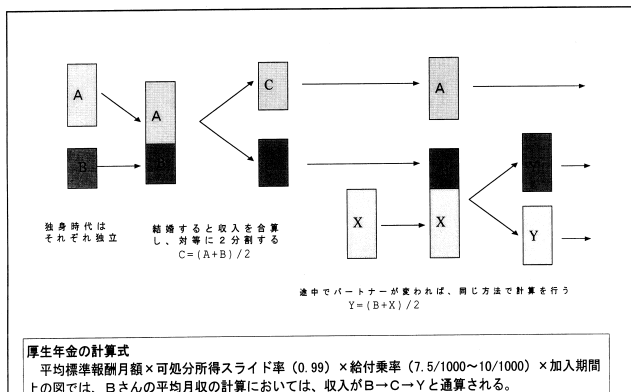 A
A
B
C
A
X
X
Y
独身時代は
それぞれ独立
結婚すると収入を合算
し、対等に2分割する
C=(A+B)/2
途中でパートナーが変われば、同じ方法で計算を行う
Y=(B+X)/2
厚生年金の計算式
平均標準報酬月額×可処分所得スライド率(0.99)×給付乗率(7.5/1000〜10/1000)×加入期間
上の図では、Bさんの平均月収の計算においては、収入がB→C→Yと通算される。